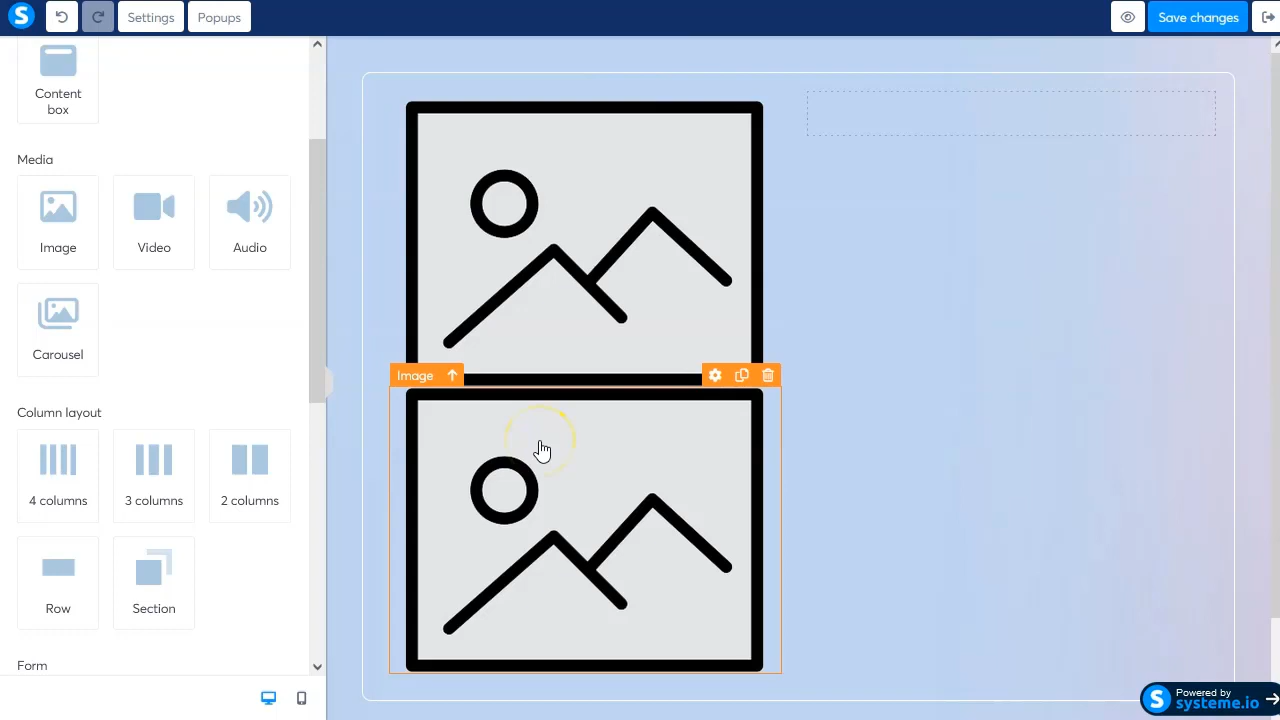 S
Settings
Popups
Save changes
Content
box
Media
Image
Video
Audio
Carousel
Column layout
4 columns
3 columns
2 columns
Row
Section
Form
Image
S
Powered by
systeme.io